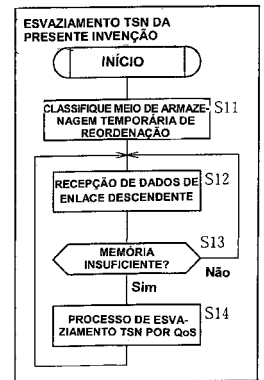 ESVAZIAMENTO TSN DA
PRESENTE INVENÇÃO
INÍCIO
S11
CLASSIFIQUE MEIO DE ARMAZE-
NAGEM TEMPORÁRIA DE
REORDENAÇÃO
S12
RECEPÇÃO DE DADOS DE
ENLACE DESCENDENTE
S13
MEMÓRIA
INSUFICIENTE?
Não
Sim
S14
PROCESSO DE ESVA-
ZIAMENTO TSN POR QoS